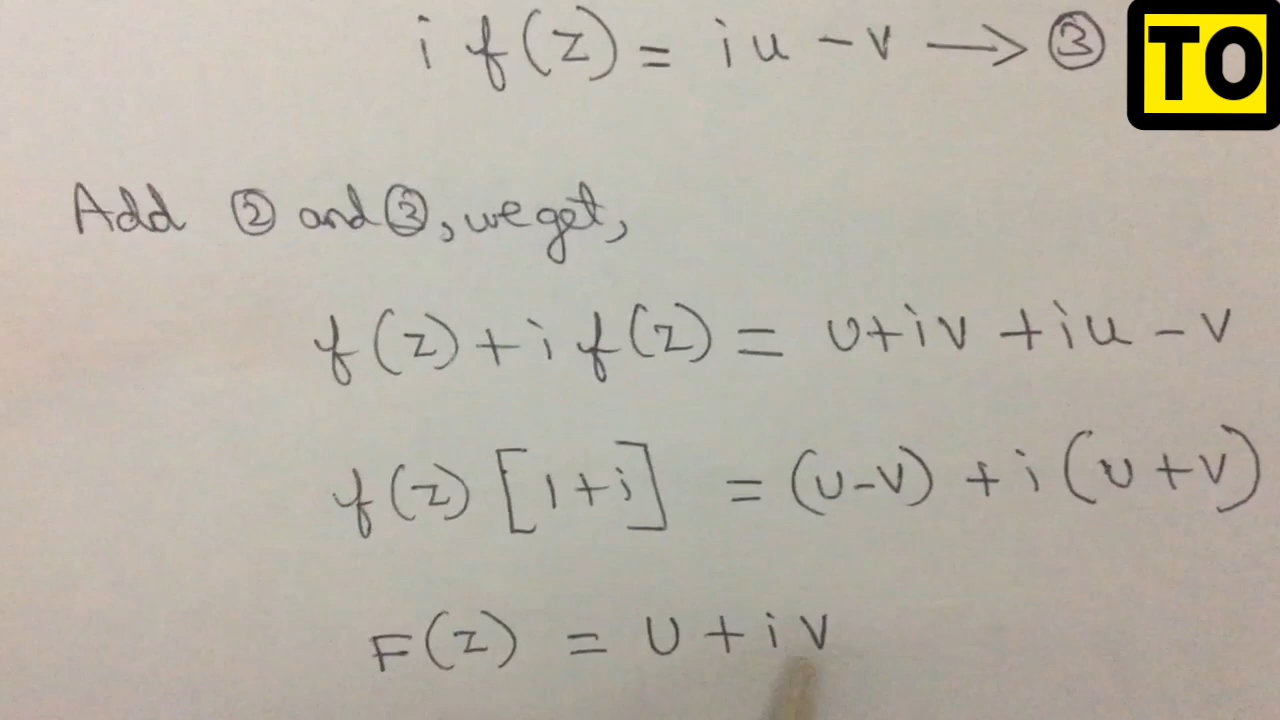 i f(z) = iu - v → ③
TO
Add ② and ③, we get,
f(z) + i f(z) = u + iv + iu - v
f(z) [1+i] = (u-v) + i (u+v)
F(z) = U + iV